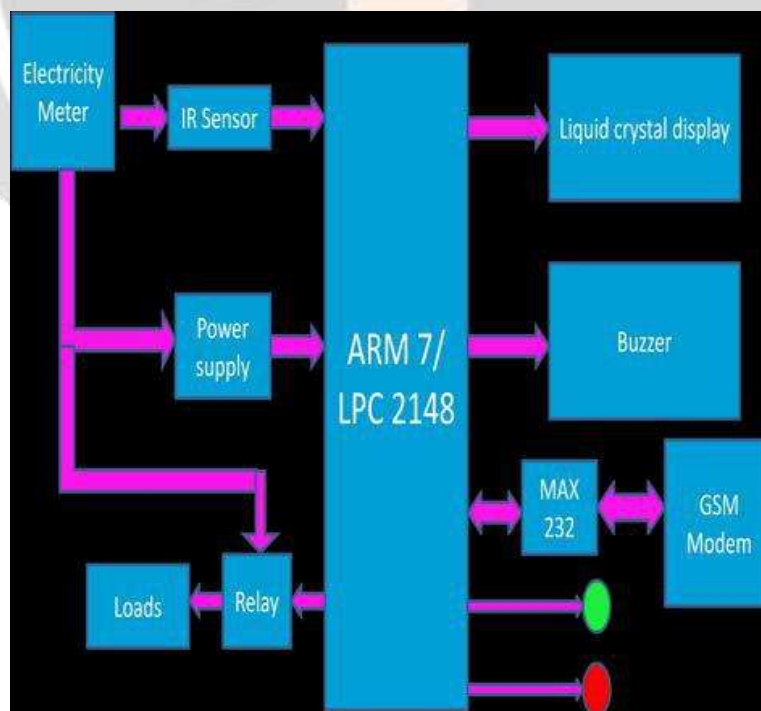 Electricity
Meter
IR Sensor
Liquid crystal display
Power
supply
ARM 7/
LPC 2148
Buzzer
MAX
232
GSM
Modem
Loads
Relay